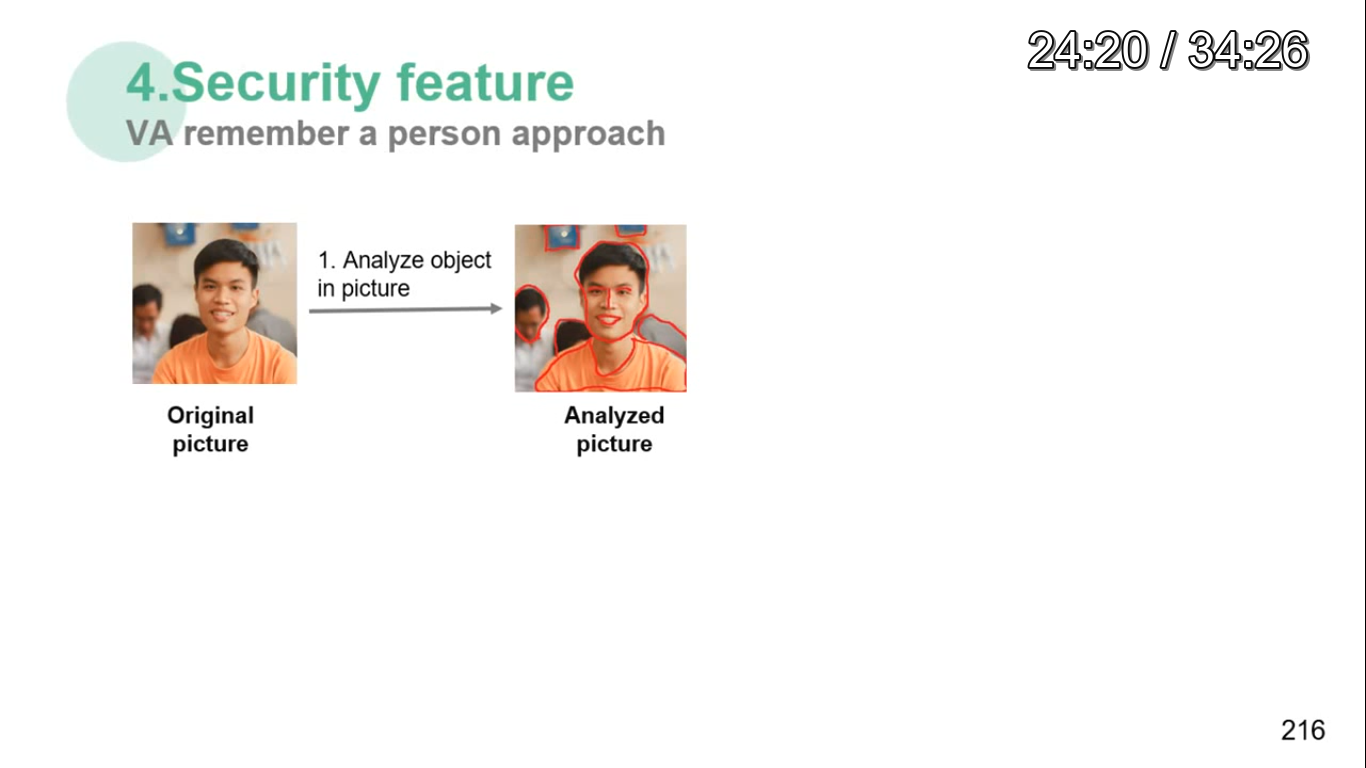 24:20 / 34:26
4.Security feature
VA remember a person approach
1. Analyze object
in picture
Original
picture
Analyzed
picture
216